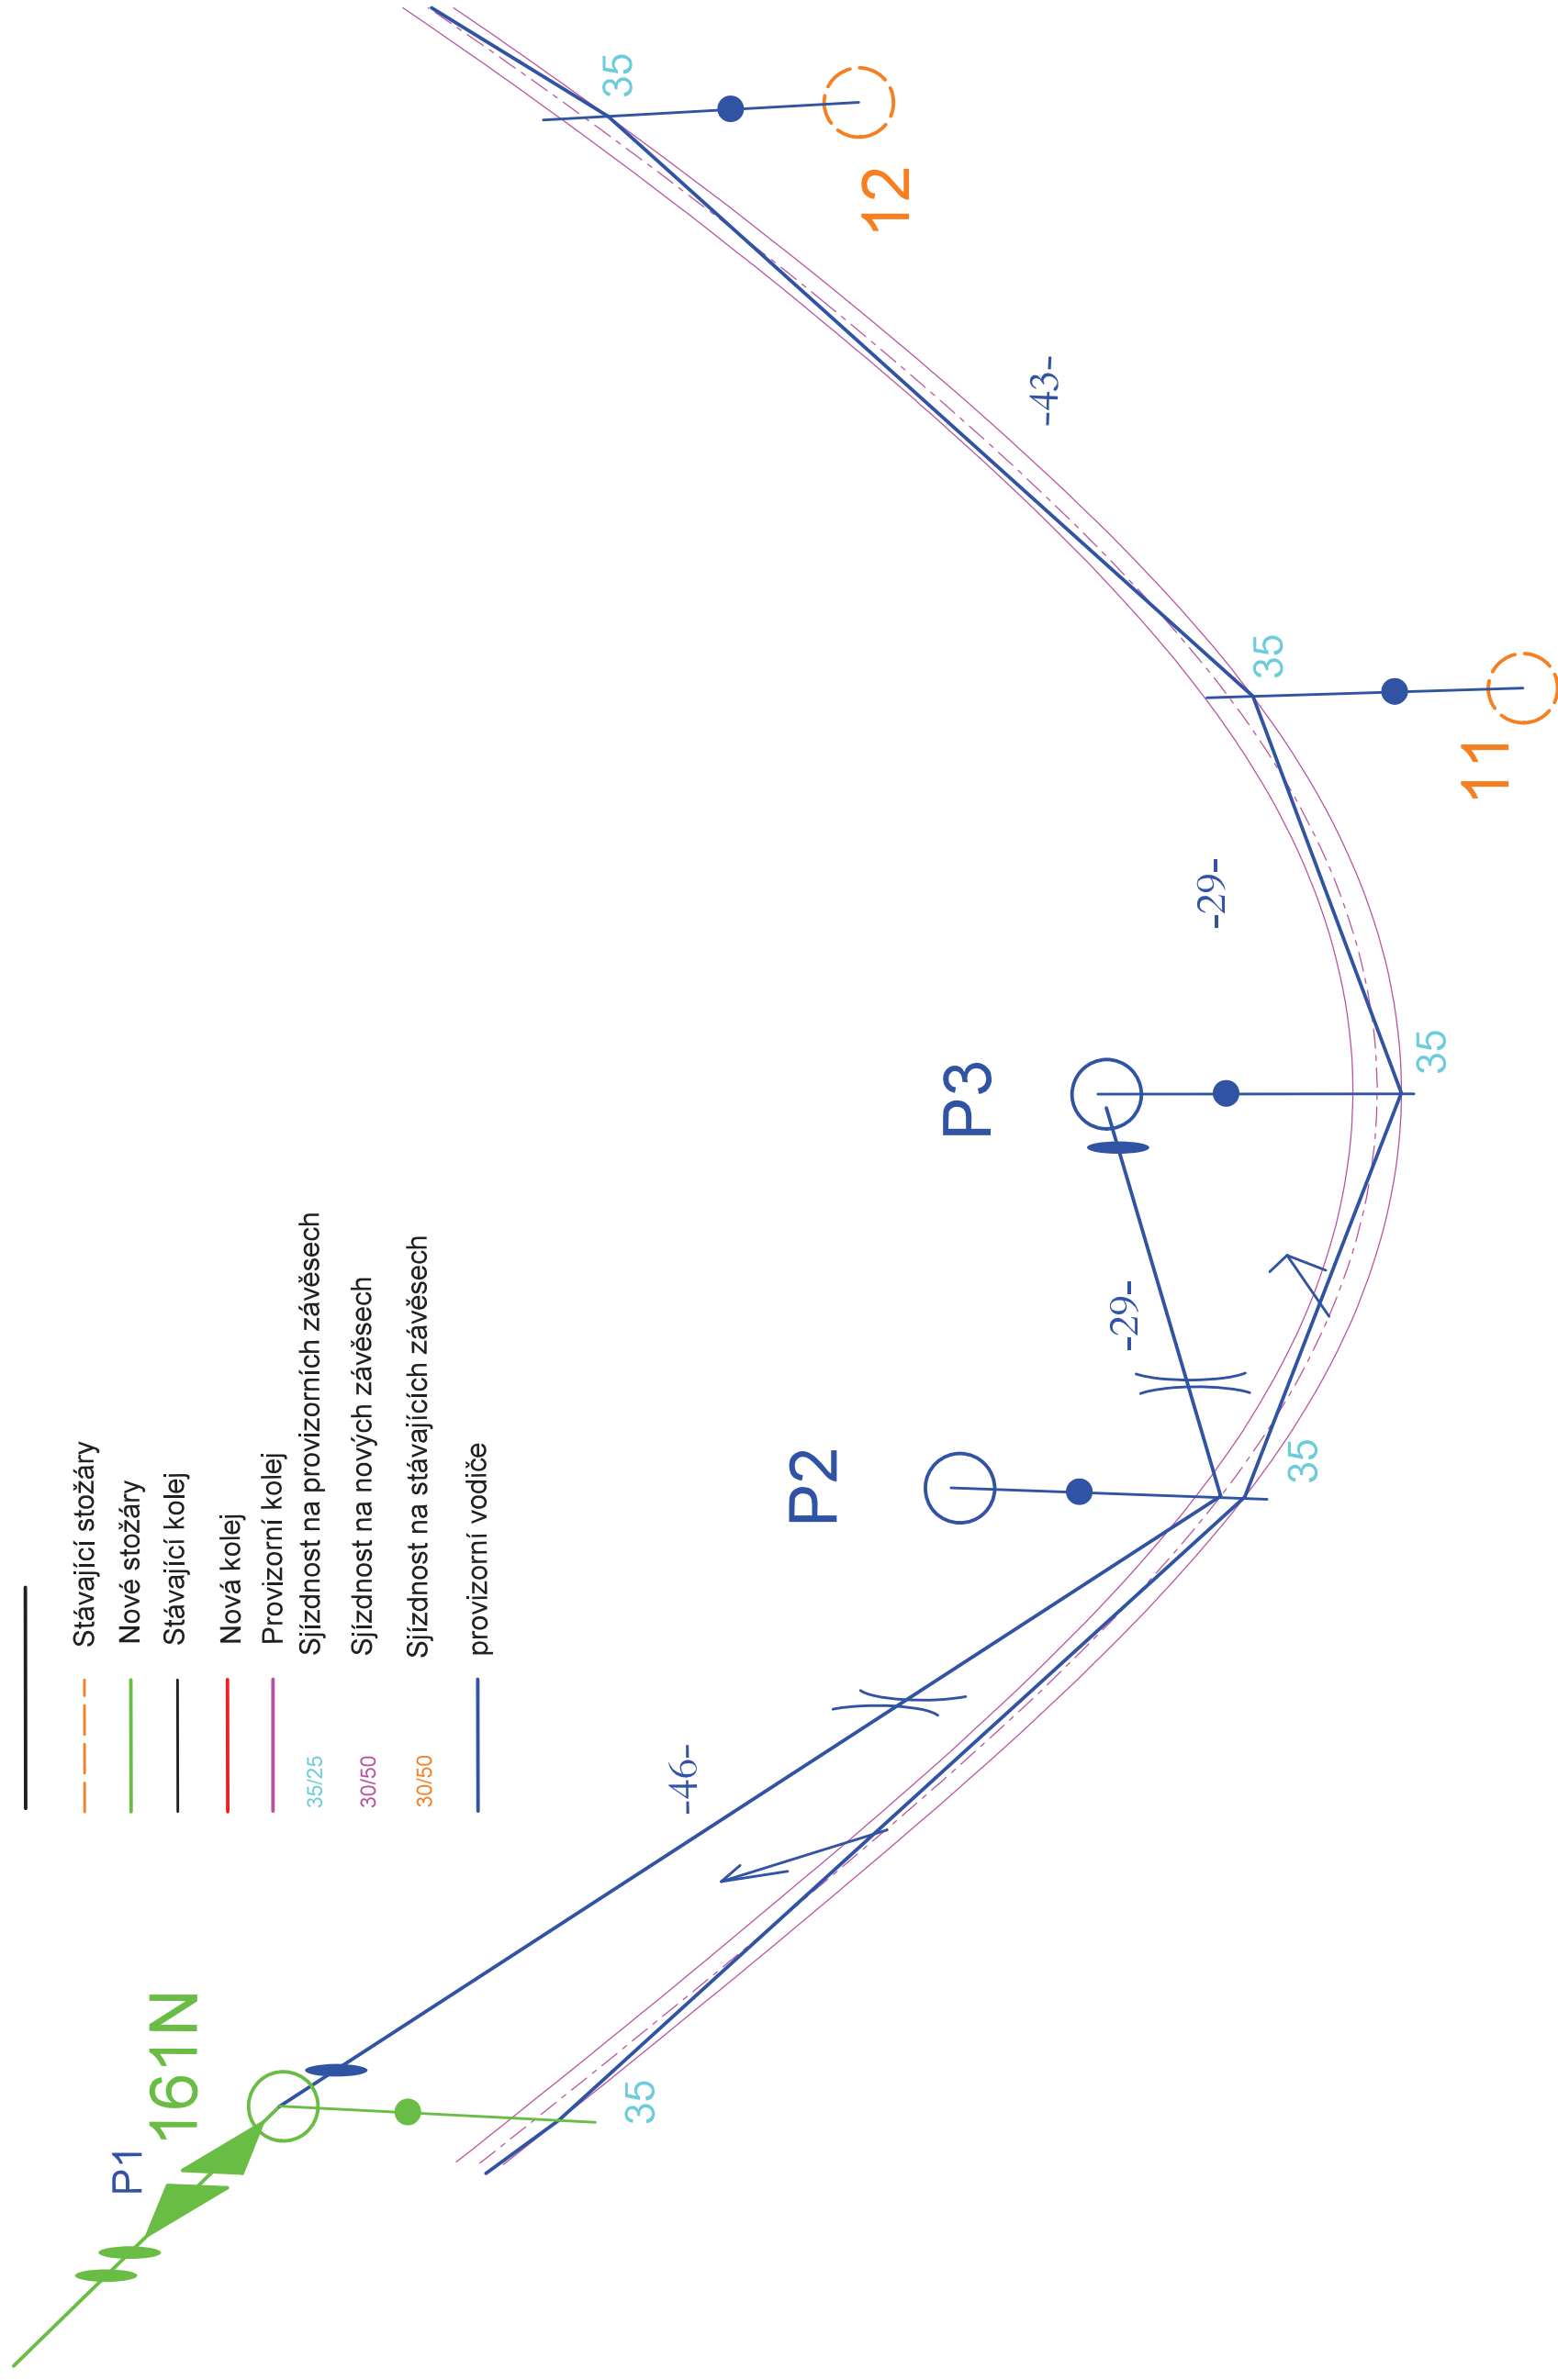 Stávající stožáry
Nové stožáry
Stávající kolej
Nová kolej
Provizorní kolej
35/25 Sjízdnost na provizorních závěsech
30/50 Sjízdnost na nových závěsech
30/50 Sjízdnost na stávajících závěsech
provizorní vodiče
P1
161N
35
-46-
P2
35
-29-
P3
35
-29-
11
35
-43-
12
35